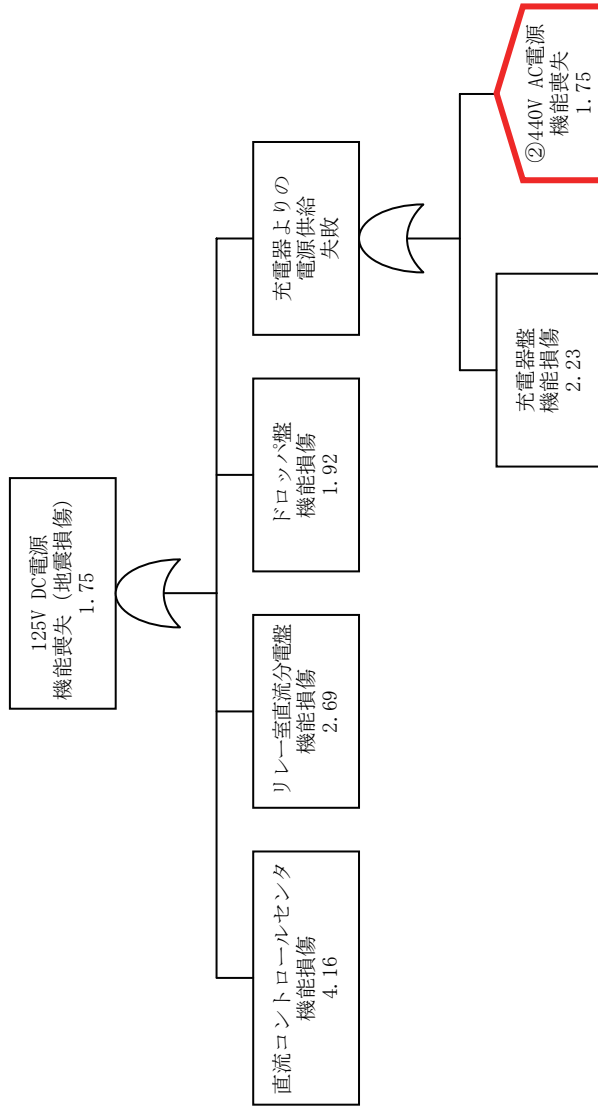 125V DC電源
機能喪失（地震損傷）
1.75
直流コントロールセンタ
機能損傷
4.16
リレー室直流分電盤
機能損傷
2.69
ドロッパ盤
機能損傷
1.92
充電器よりの
電源供給
失敗
充電器盤
機能損傷
2.23
②440V AC電源
機能喪失
1.75